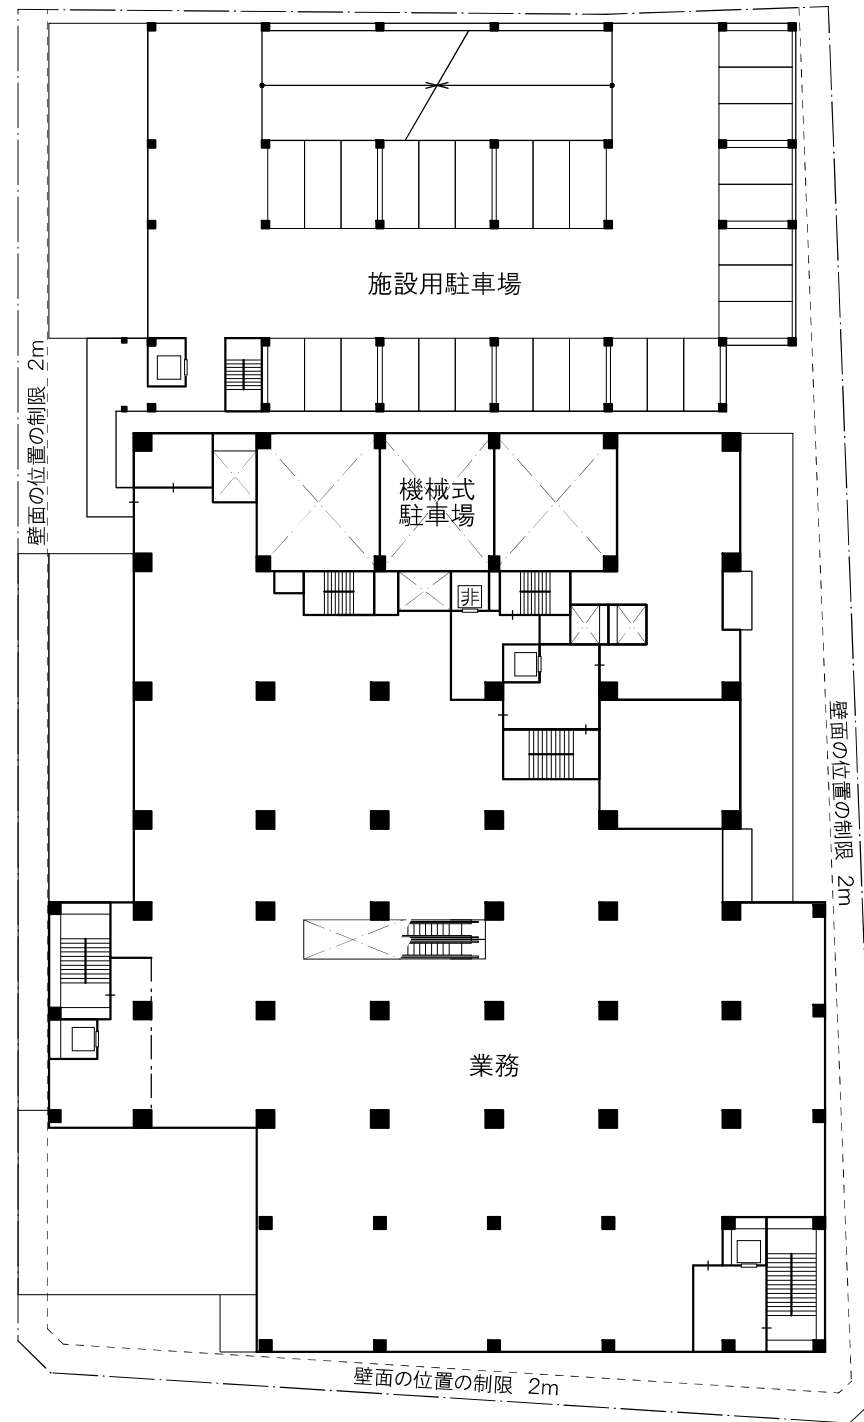 施設用駐車場
壁面の位置の制限 2m
機械式
駐車場
非
壁面の位置の制限 2m
業務
壁面の位置の制限 2m